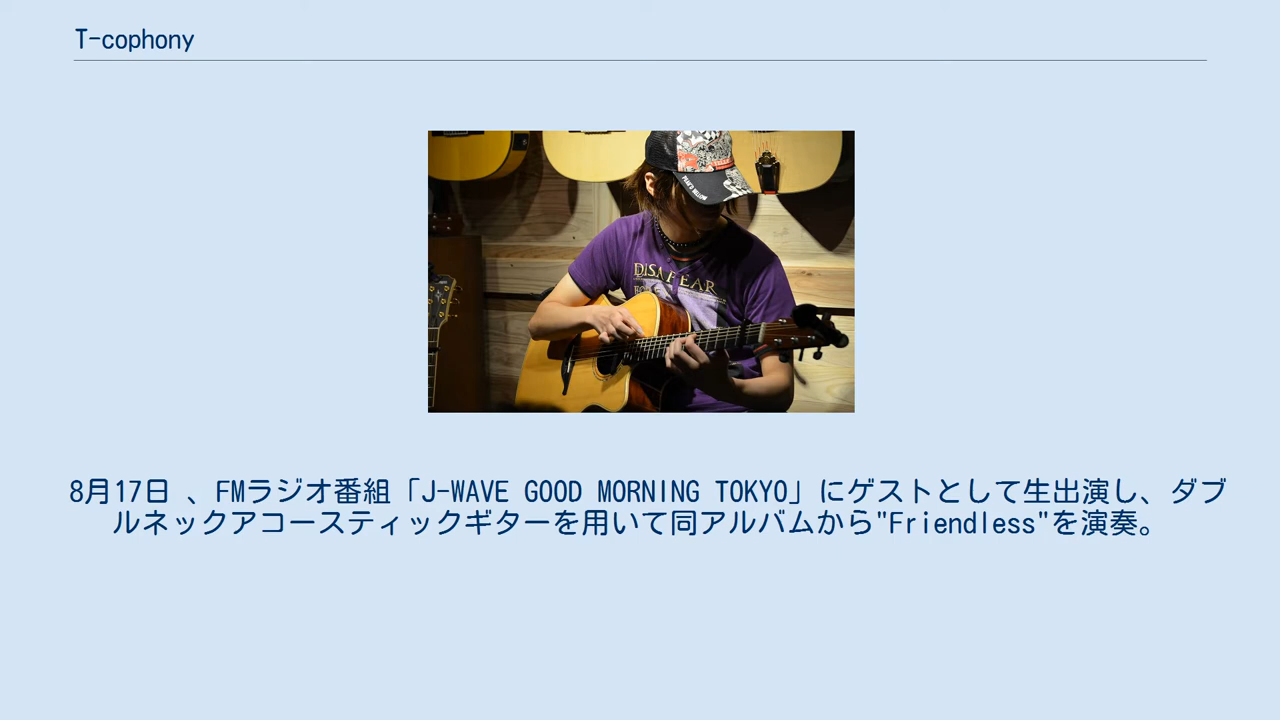 T-cophony
DISAPPEAR
8月17日 、FMラジオ番組「J-WAVE GOOD MORNING TOKYO」にゲストとして生出演し、ダブ
ルネックアコースティックギターを用いて同アルバムから"Friendless"を演奏。